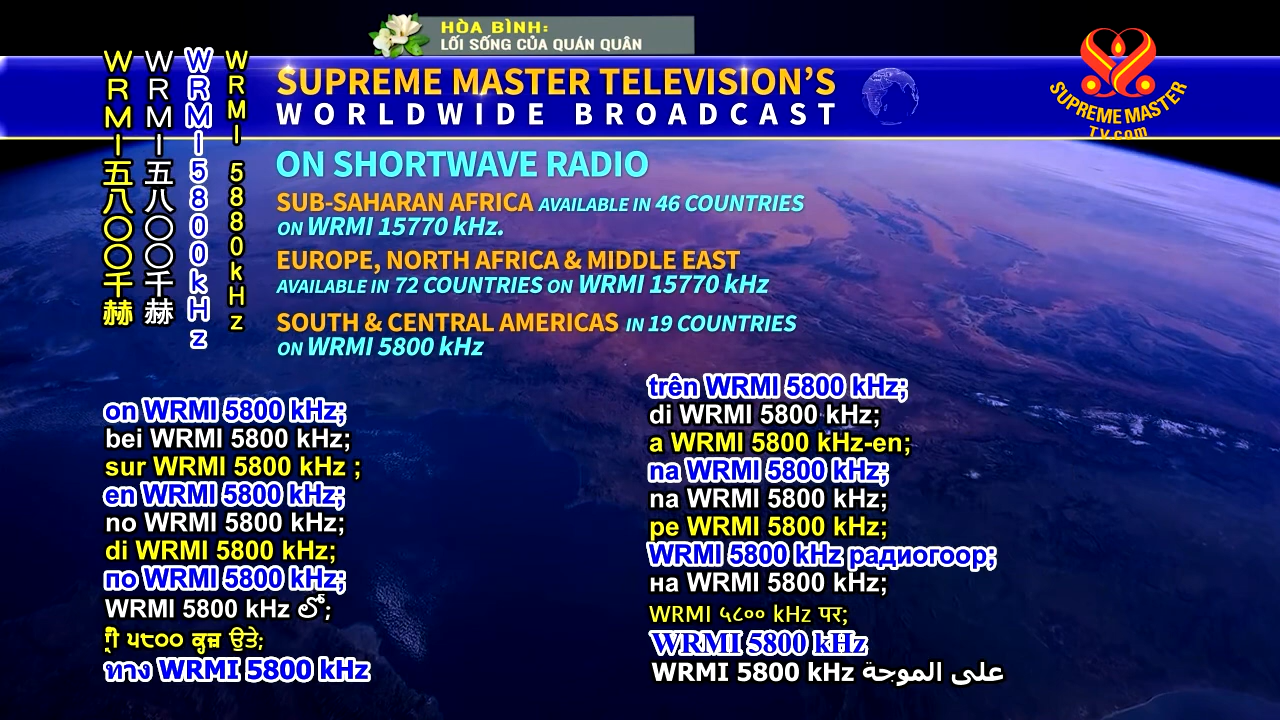 HÒA BÌNH:
LỐI SỐNG CỦA QUÁN QUÂN
SUPREME MASTER TELEVISION’S
WORLDWIDE BROADCAST
SUPREME MASTER
TV.com
WRMI五八〇〇千赫
WRMI五八〇〇千赫
WRMI5800kHz
WRMI 5880kHz
ON SHORTWAVE RADIO
SUB-SAHARAN AFRICA AVAILABLE IN 46 COUNTRIES
ON WRMI 15770 kHz.
EUROPE, NORTH AFRICA & MIDDLE EAST
AVAILABLE IN 72 COUNTRIES ON WRMI 15770 kHz
SOUTH & CENTRAL AMERICAS IN 19 COUNTRIES
ON WRMI 5800 kHz
on WRMI 5800 kHz;
bei WRMI 5800 kHz;
sur WRMI 5800 kHz ;
en WRMI 5800 kHz;
no WRMI 5800 kHz;
di WRMI 5800 kHz;
по WRMI 5800 kHz;
WRMI 5800 kHz లో;
੫੮੦੦ ਕੁਜ਼ ਉਤੇ;
ทาง WRMI 5800 kHz
trên WRMI 5800 kHz;
di WRMI 5800 kHz;
a WRMI 5800 kHz-en;
na WRMI 5800 kHz;
na WRMI 5800 kHz;
pe WRMI 5800 kHz;
WRMI 5800 kHz радиогоор;
на WRMI 5800 kHz;
WRMI ५८०० kHz पर;
WRMI 5800 kHz
على الموجة WRMI 5800 kHz